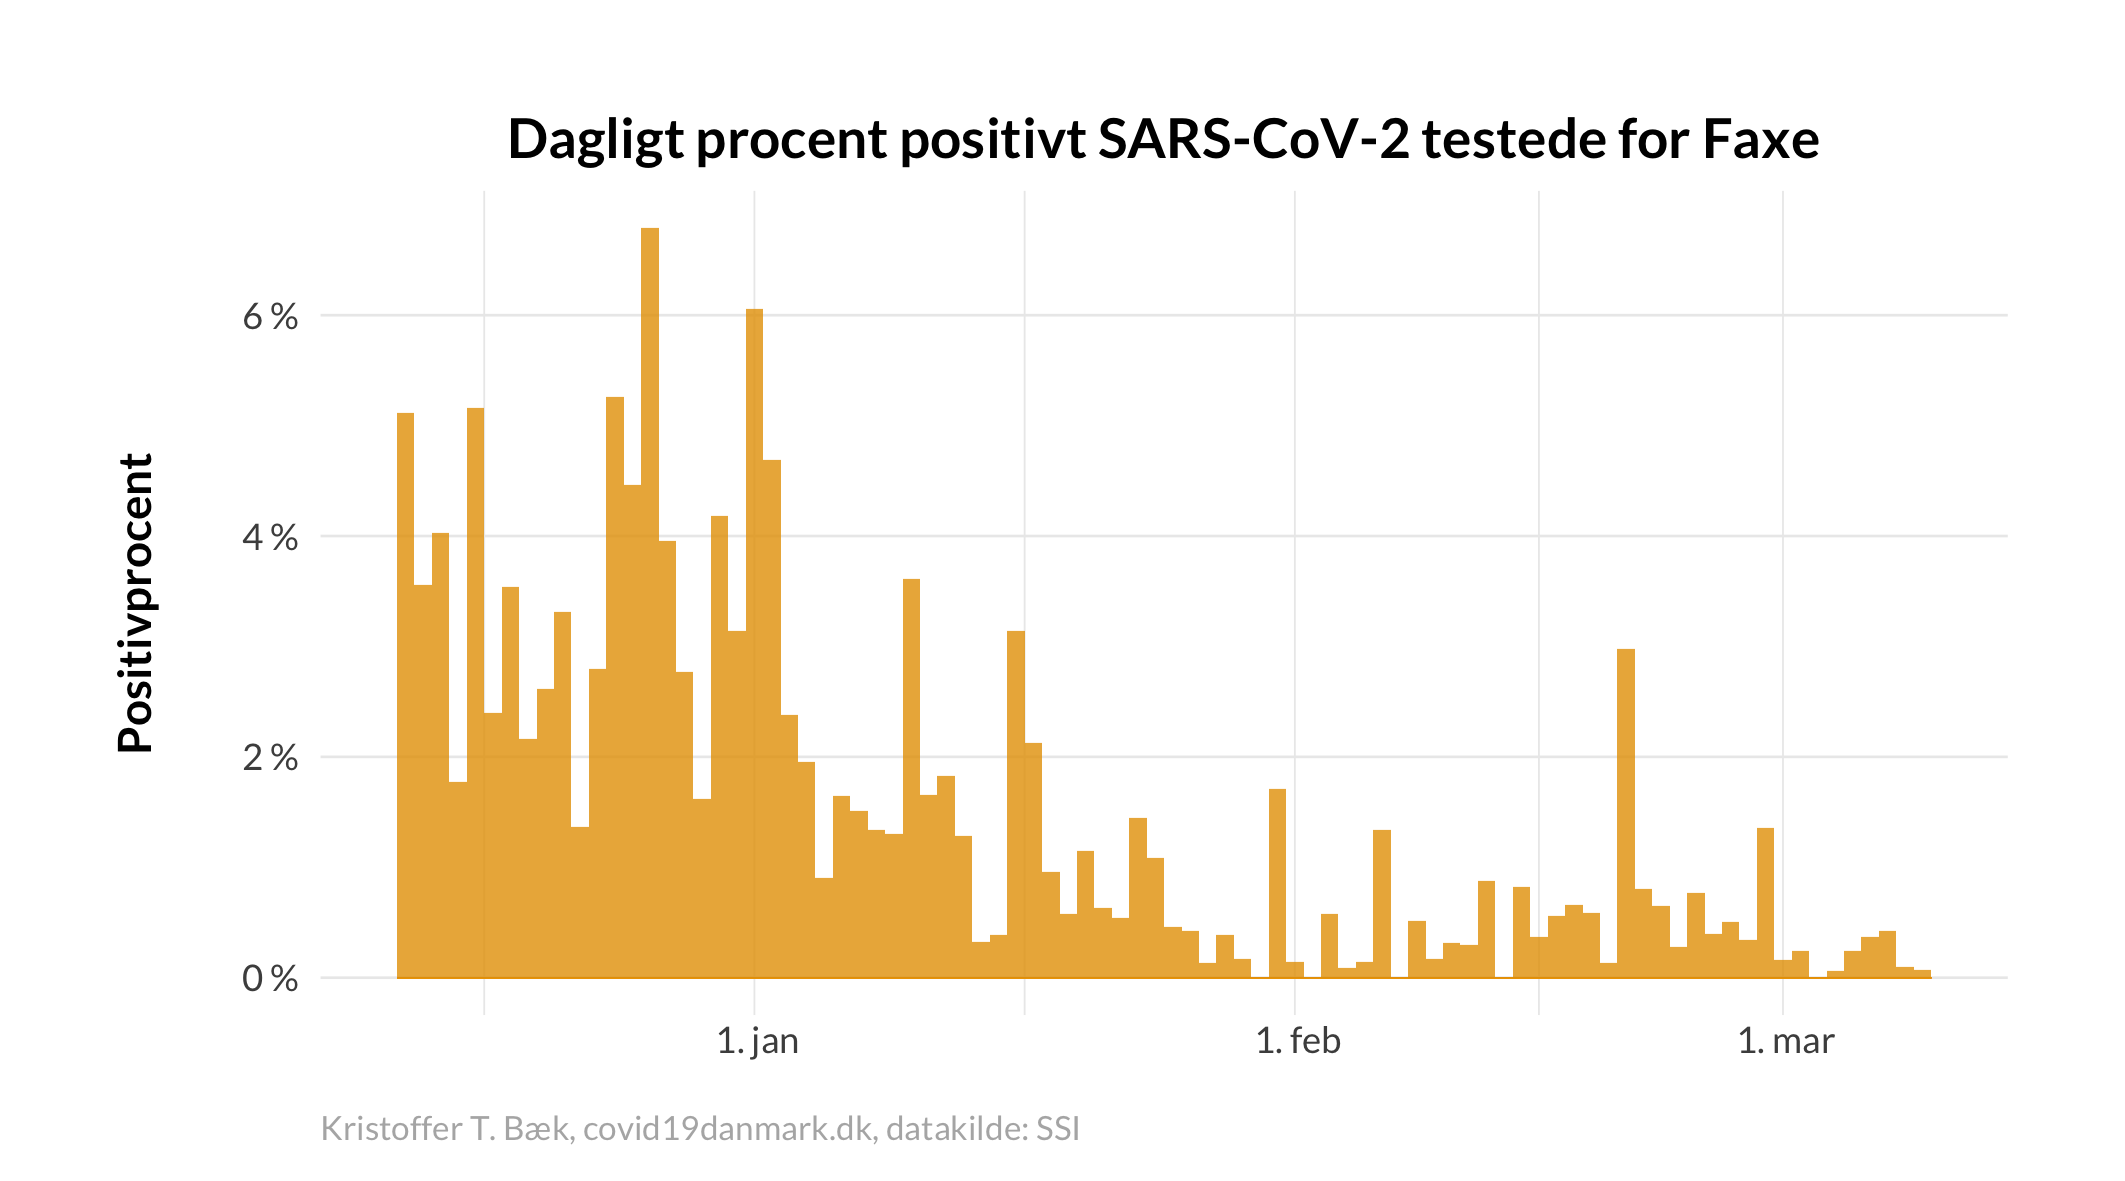 Dagligt procent positivt SARS-CoV-2 testede for Faxe
Positivprocent
6 %
4 %
2 %
0 %
1. jan
1. feb
1. mar
Kristoffer T. Bæk, covid19danmark.dk, datakilde: SSI